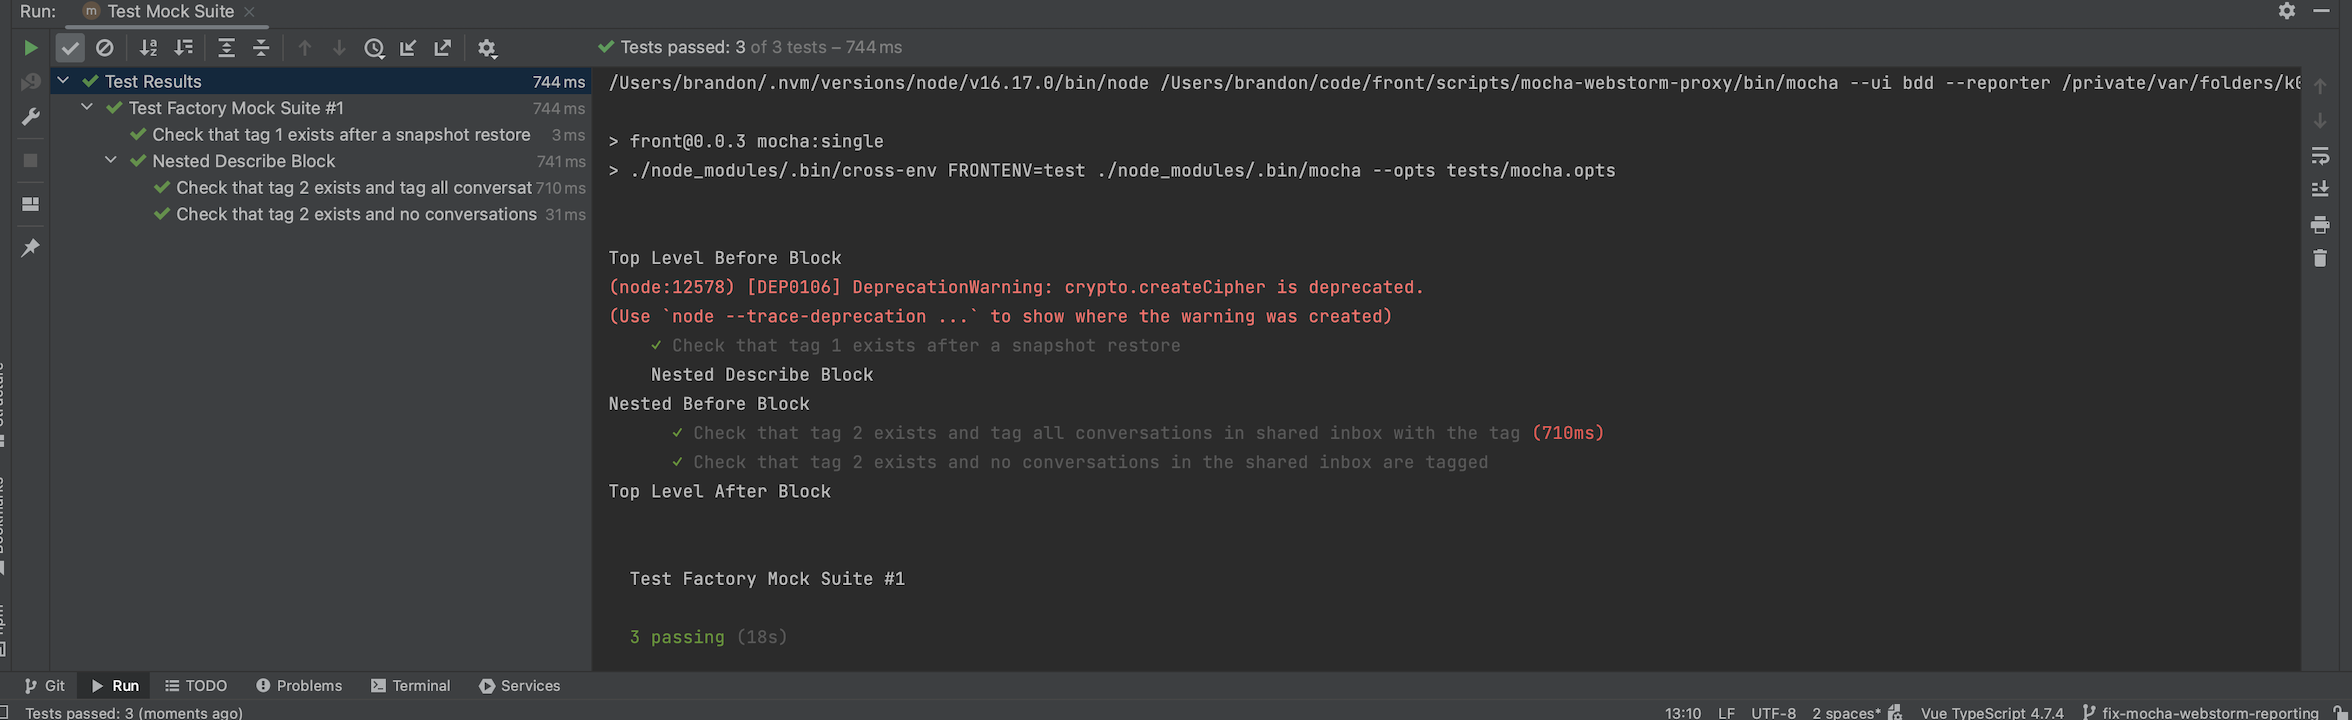 Run: m Test Mock Suite
Tests passed: 3 of 3 tests – 744 ms
Test Results 744 ms
Test Factory Mock Suite #1 744 ms
Check that tag 1 exists after a snapshot restore 3 ms
Nested Describe Block 741 ms
Check that tag 2 exists and tag all conversat 710 ms
Check that tag 2 exists and no conversations 31 ms
/Users/brandon/.nvm/versions/node/v16.17.0/bin/node /Users/brandon/code/front/scripts/mocha-webstorm-proxy/bin/mocha --ui bdd --reporter /private/var/folders/k0
> front@0.0.3 mocha:single
> ./node_modules/.bin/cross-env FRONTENV=test ./node_modules/.bin/mocha --opts tests/mocha.opts
Top Level Before Block
(node:12578) [DEP0106] DeprecationWarning: crypto.createCipher is deprecated.
(Use `node --trace-deprecation ...` to show where the warning was created)
✓ Check that tag 1 exists after a snapshot restore
Nested Describe Block
Nested Before Block
✓ Check that tag 2 exists and tag all conversations in shared inbox with the tag (710ms)
✓ Check that tag 2 exists and no conversations in the shared inbox are tagged
Top Level After Block
Test Factory Mock Suite #1
3 passing (18s)
Bookmarks
npm
Git Run TODO Problems Terminal Services
Tests passed: 3 (moments ago)
13:10 LF UTF-8 2 spaces* Vue TypeScript 4.7.4 fix-mocha-webstorm-reporting